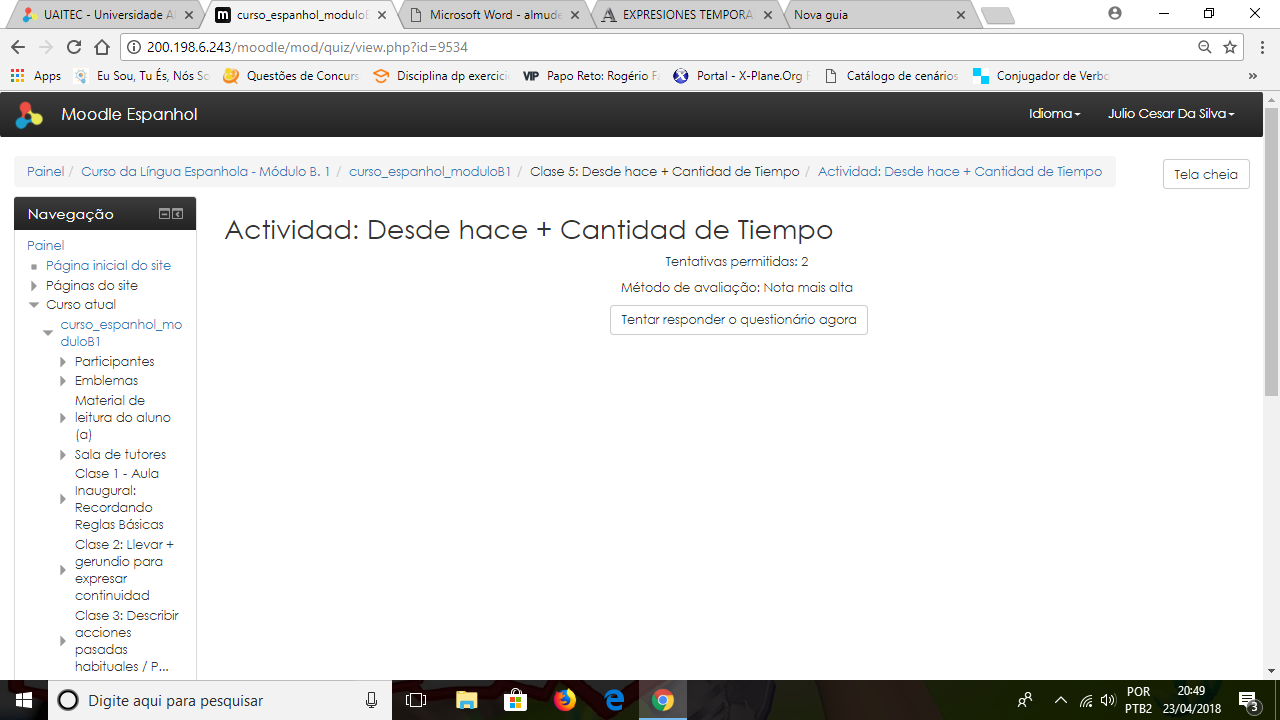 UAITEC - Universidade Al
curso_espanhol_moduloB
Microsoft Word - almude
EXPRESIONES TEMPORA
Nova guia
200.198.6.243/moodle/mod/quiz/view.php?id=9534
Apps
Eu Sou, Tu És, Nós So
Questões de Concurs
Disciplina dp exercício
VIP Papo Reto: Rogério F
Portal - X-Plane.Org F
Catálogo de cenários
Conjugador de Verbo
»
Moodle Espanhol
Idioma
Julio Cesar Da Silva
Painel / Curso da Língua Espanhola - Módulo B. 1 / curso_espanhol_moduloB1 / Clase 5: Desde hace + Cantidad de Tiempo / Actividad: Desde hace + Cantidad de Tiempo
Tela cheia
Navegação
Painel
Página inicial do site
Páginas do site
Curso atual
curso_espanhol_mo
duloB1
Participantes
Emblemas
Material de
leitura do aluno
(a)
Sala de tutores
Clase 1 - Aula
Inaugural:
Recordando
Reglas Básicas
Clase 2: Llevar +
gerundio para
expresar
continuidad
Clase 3: Describir
acciones
pasadas
habituales / P...
Actividad: Desde hace + Cantidad de Tiempo
Tentativas permitidas: 2
Método de avaliação: Nota mais alta
Tentar responder o questionário agora
Digite aqui para pesquisar
POR
PTB2
20:49
23/04/2018
3